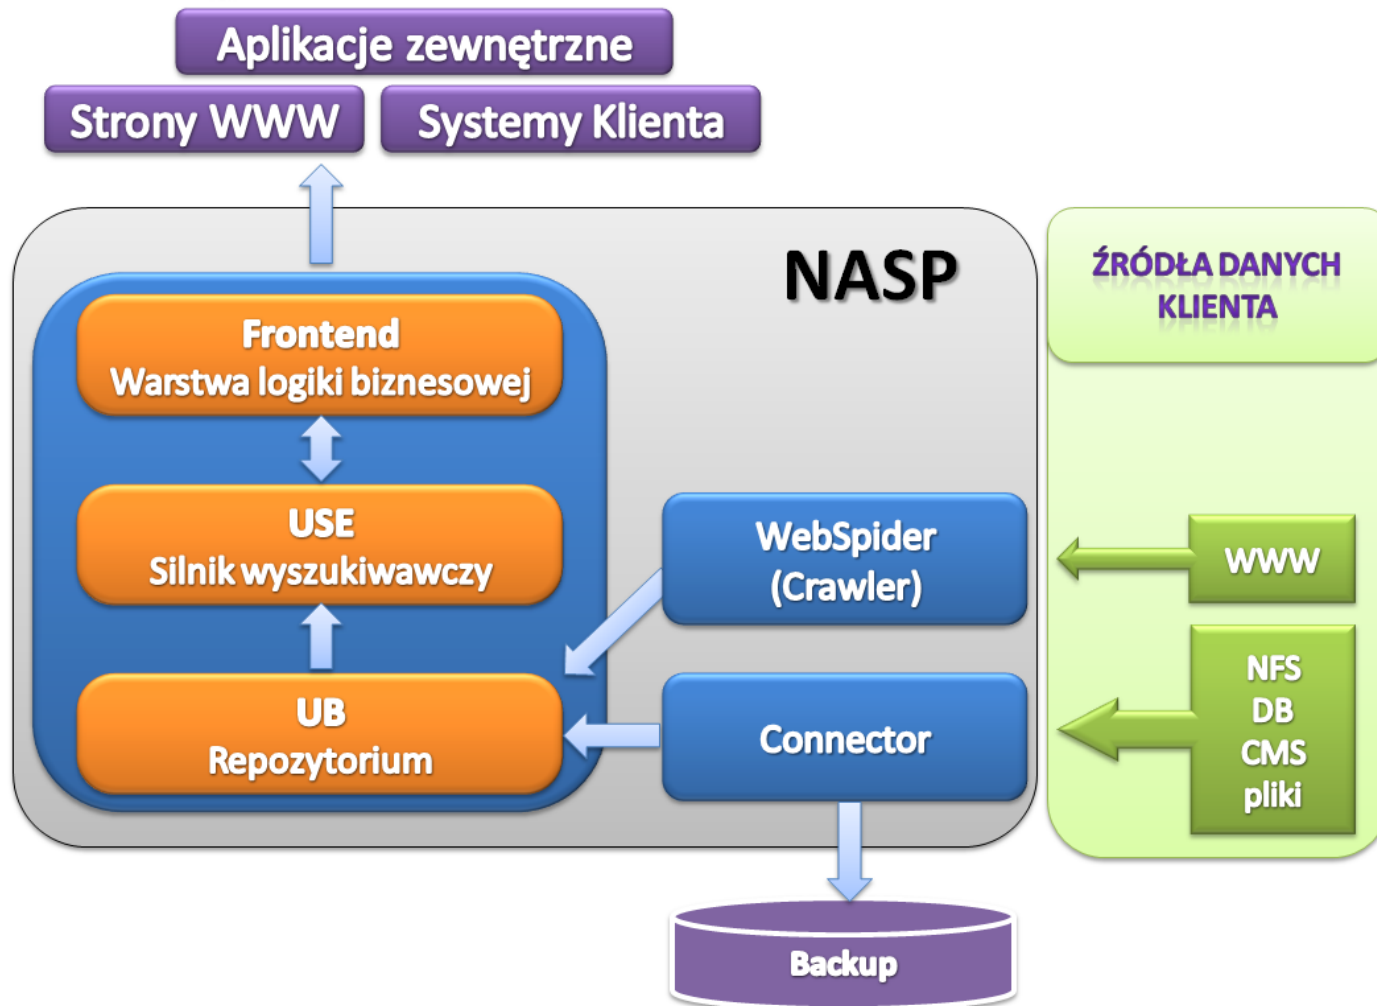 Aplikacje zewnętrzne
Strony WWW
Systemy Klienta
NASP
ŹRÓDŁA DANYCH
KLIENTA
Frontend
Warstwa logiki biznesowej
USE
Silnik wyszukiwawczy
WebSpider
(Crawler)
WWW
UB
Repozytorium
Connector
NFS
DB
CMS
pliki
Backup